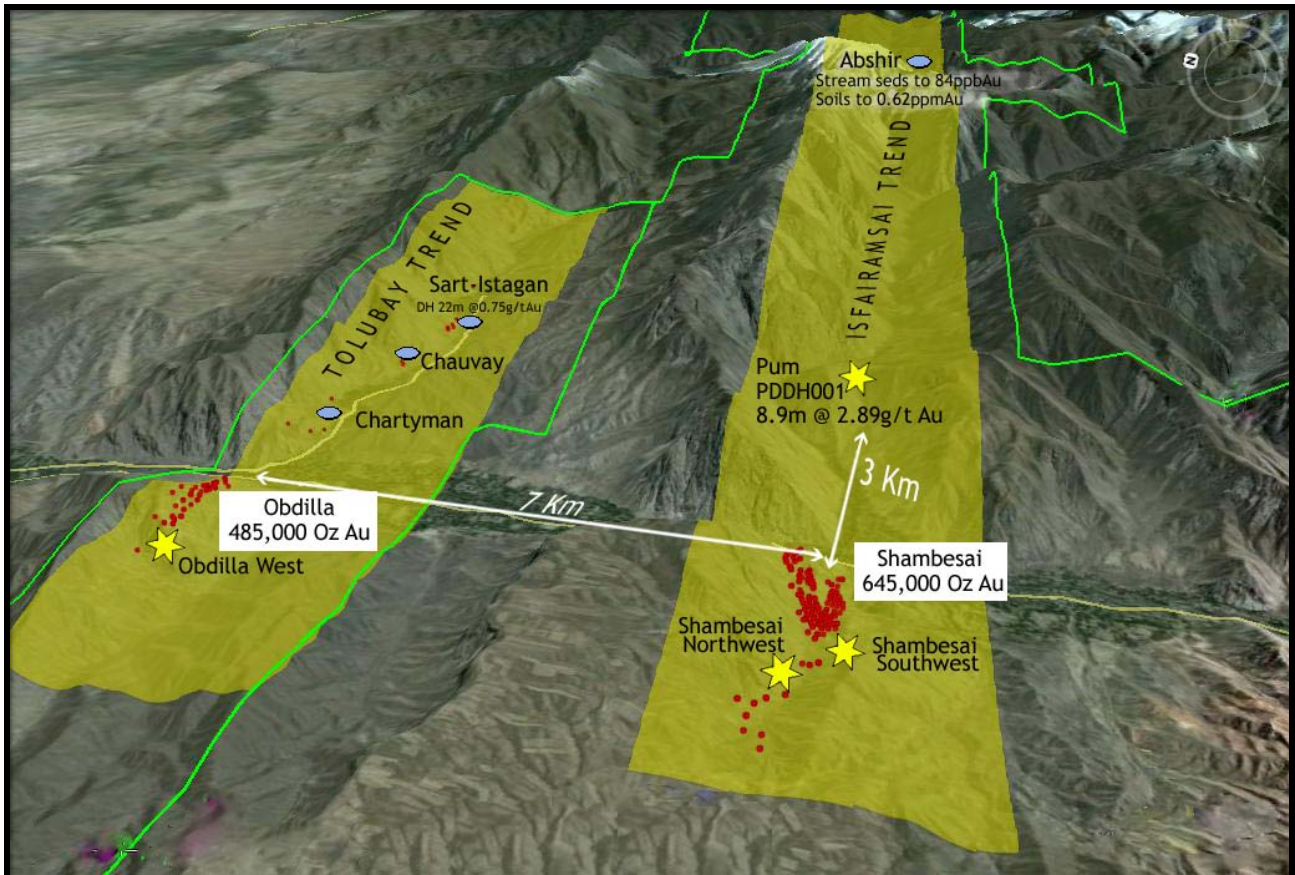 N
Abshir
Stream seds to 84ppbAu
Soils to 0.62ppmAu
ISFAIRAMSAI TREND
TOLUBAY TREND
Sart-Istagan
DH 22m @0.75g/tAu
Chauvay
Chartyman
Pum
PDDH001
8.9m @ 2.89g/t Au
3 Km
7 Km
Obdilla
485,000 Oz Au
Obdilla West
Shambesai
645,000 Oz Au
Shambesai
Northwest
Shambesai
Southwest